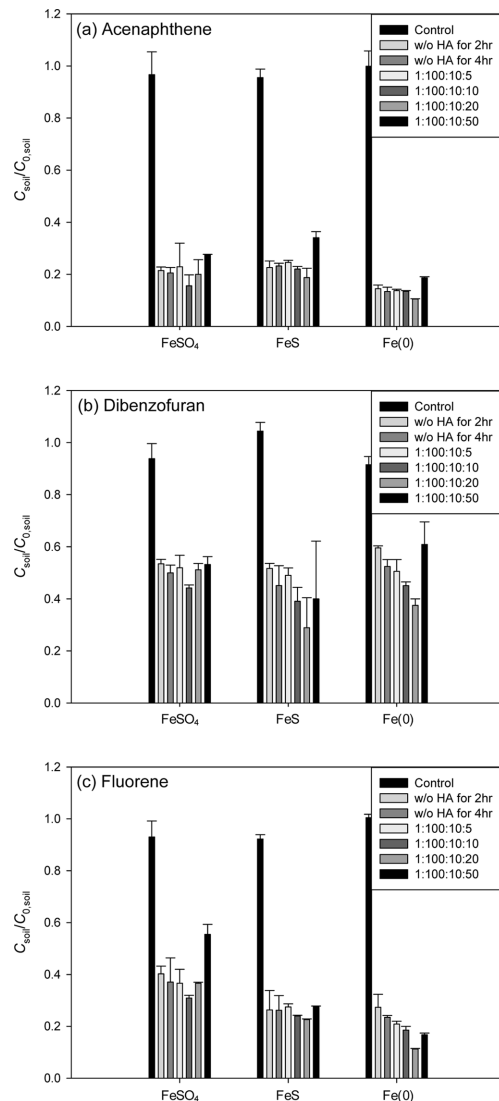 (a) Acenaphthene
Control
w/o HA for 2hr
w/o HA for 4hr
1:100:10:5
1:100:10:10
1:100:10:20
1:100:10:50
C_soil/C_0,soil
1.2
1.0
0.8
0.6
0.4
0.2
0.0
FeSO₄ FeS Fe(0)
(b) Dibenzofuran
Control
w/o HA for 2hr
w/o HA for 4hr
1:100:10:5
1:100:10:10
1:100:10:20
1:100:10:50
C_soil/C_0,soil
1.2
1.0
0.8
0.6
0.4
0.2
0.0
FeSO₄ FeS Fe(0)
(c) Fluorene
Control
w/o HA for 2hr
w/o HA for 4hr
1:100:10:5
1:100:10:10
1:100:10:20
1:100:10:50
C_soil/C_0,soil
1.2
1.0
0.8
0.6
0.4
0.2
0.0
FeSO₄ FeS Fe(0)